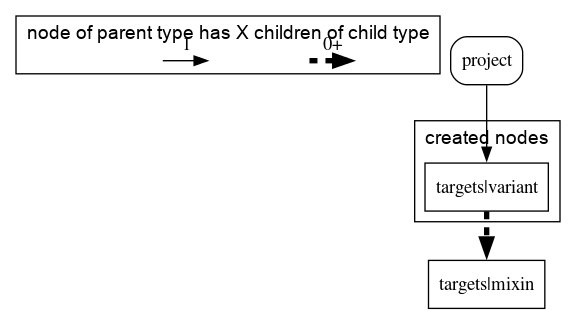 node of parent type has X children of child type
1
0+
project
created nodes
targets|variant
targets|mixin